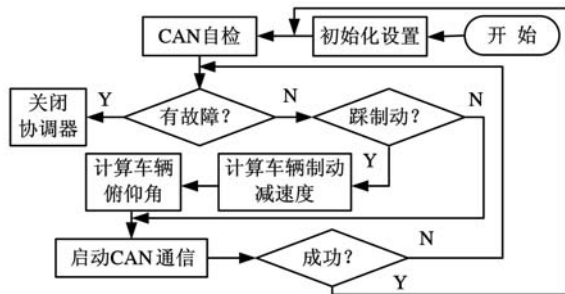 CAN自检
初始化设置
开 始
关闭
协调器
Y
有故障?
N
踩制动?
N
Y
计算车辆
俯仰角
计算车辆制动
减速度
启动CAN通信
成功?
N
Y